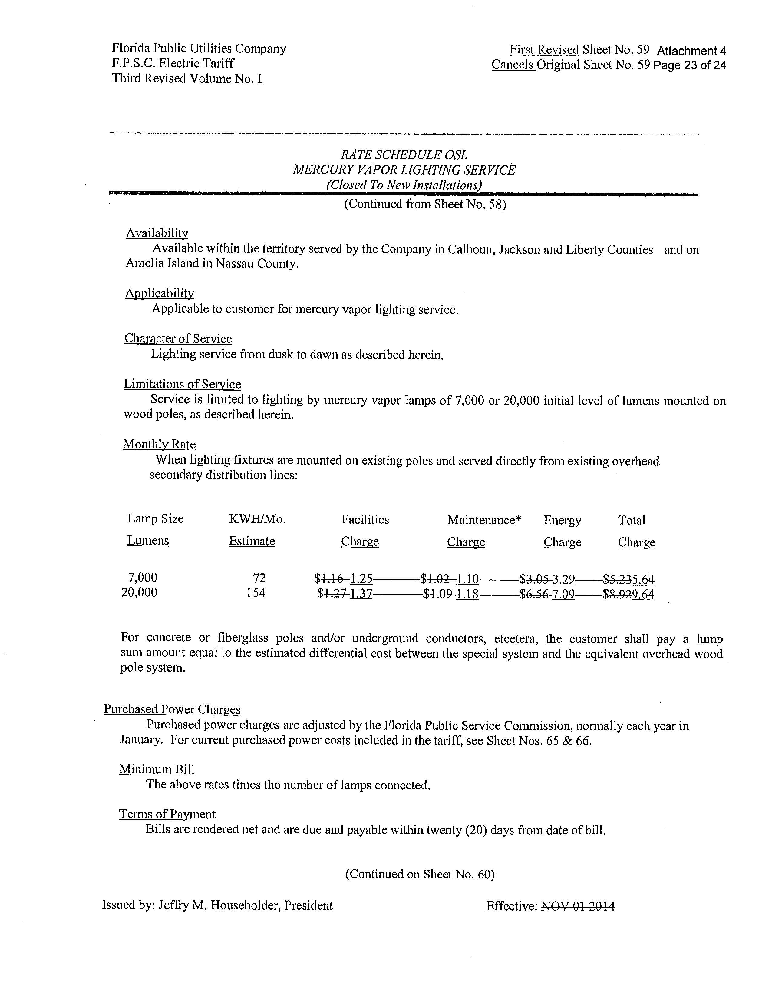 Florida Public Utilities Company
F.P.S.C. Electric Tariff
Third Revised Volume No. I
First Revised Sheet No. 59 Attachment 4
Cancels Original Sheet No. 59 Page 23 of 24
RATE SCHEDULE OSL
MERCURY VAPOR LIGHTING SERVICE
(Closed To New Installations)
(Continued from Sheet No. 58)
Availability
Available within the territory served by the Company in Calhoun, Jackson and Liberty Counties and on
Amelia Island in Nassau County.
Applicability
Applicable to customer for mercury vapor lighting service.
Character of Service
Lighting service from dusk to dawn as described herein.
Limitations of Service
Service is limited to lighting by mercury vapor lamps of 7,000 or 20,000 initial level of lumens mounted on
wood poles, as described herein.
Monthly Rate
When lighting fixtures are mounted on existing poles and served directly from existing overhead
secondary distribution lines:
Lamp Size KWH/Mo. Facilities Maintenance* Energy Total
Lumens Estimate Charge Charge Charge Charge
7,000 72 $1.16 1.25 $1.02 1.10 $3.05 3.29 $5.235.64
20,000 154 $1.27 1.37 $1.09 1.18 $6.56 7.09 $8.929.64
For concrete or fiberglass poles and/or underground conductors, etcetera, the customer shall pay a lump
sum amount equal to the estimated differential cost between the special system and the equivalent overhead-wood
pole system.
Purchased Power Charges
Purchased power charges are adjusted by the Florida Public Service Commission, normally each year in
January. For current purchased power costs included in the tariff, see Sheet Nos. 65 & 66.
Minimum Bill
The above rates times the number of lamps connected.
Terms of Payment
Bills are rendered net and are due and payable within twenty (20) days from date of bill.
(Continued on Sheet No. 60)
Issued by: Jeffry M. Householder, President
Effective: NOV 01 2014